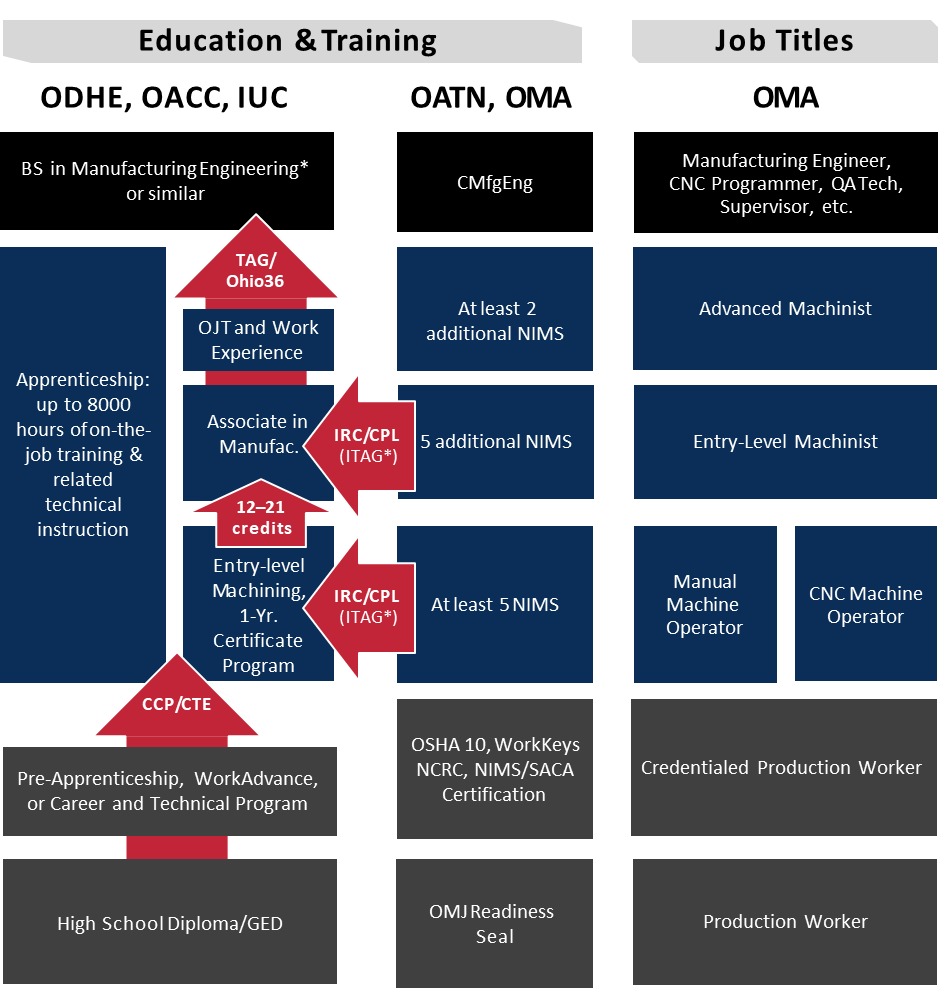 Education & Training
Job Titles
ODHE, OACC, IUC
OATN, OMA
OMA
BS in Manufacturing Engineering*
or similar
CMfgEng
Manufacturing Engineer,
CNC Programmer, QA Tech,
Supervisor, etc.
TAG/
Ohio36
OJT and Work
Experience
At least 2
additional NIMS
Advanced Machinist
Apprenticeship:
up to 8000
hours of on-the-
job training &
related
technical
instruction
Associate in
Manufac.
IRC/CPL
(ITAG*)
5 additional NIMS
Entry-Level Machinist
12–21
credits
Entry-level
Machining,
1-Yr.
Certificate
Program
IRC/CPL
(ITAG*)
At least 5 NIMS
Manual
Machine
Operator
CNC Machine
Operator
CCP/CTE
Pre-Apprenticeship, WorkAdvance,
or Career and Technical Program
OSHA 10, WorkKeys
NCRC, NIMS/SACA
Certification
Credentialed Production Worker
High School Diploma/GED
OMJ Readiness
Seal
Production Worker